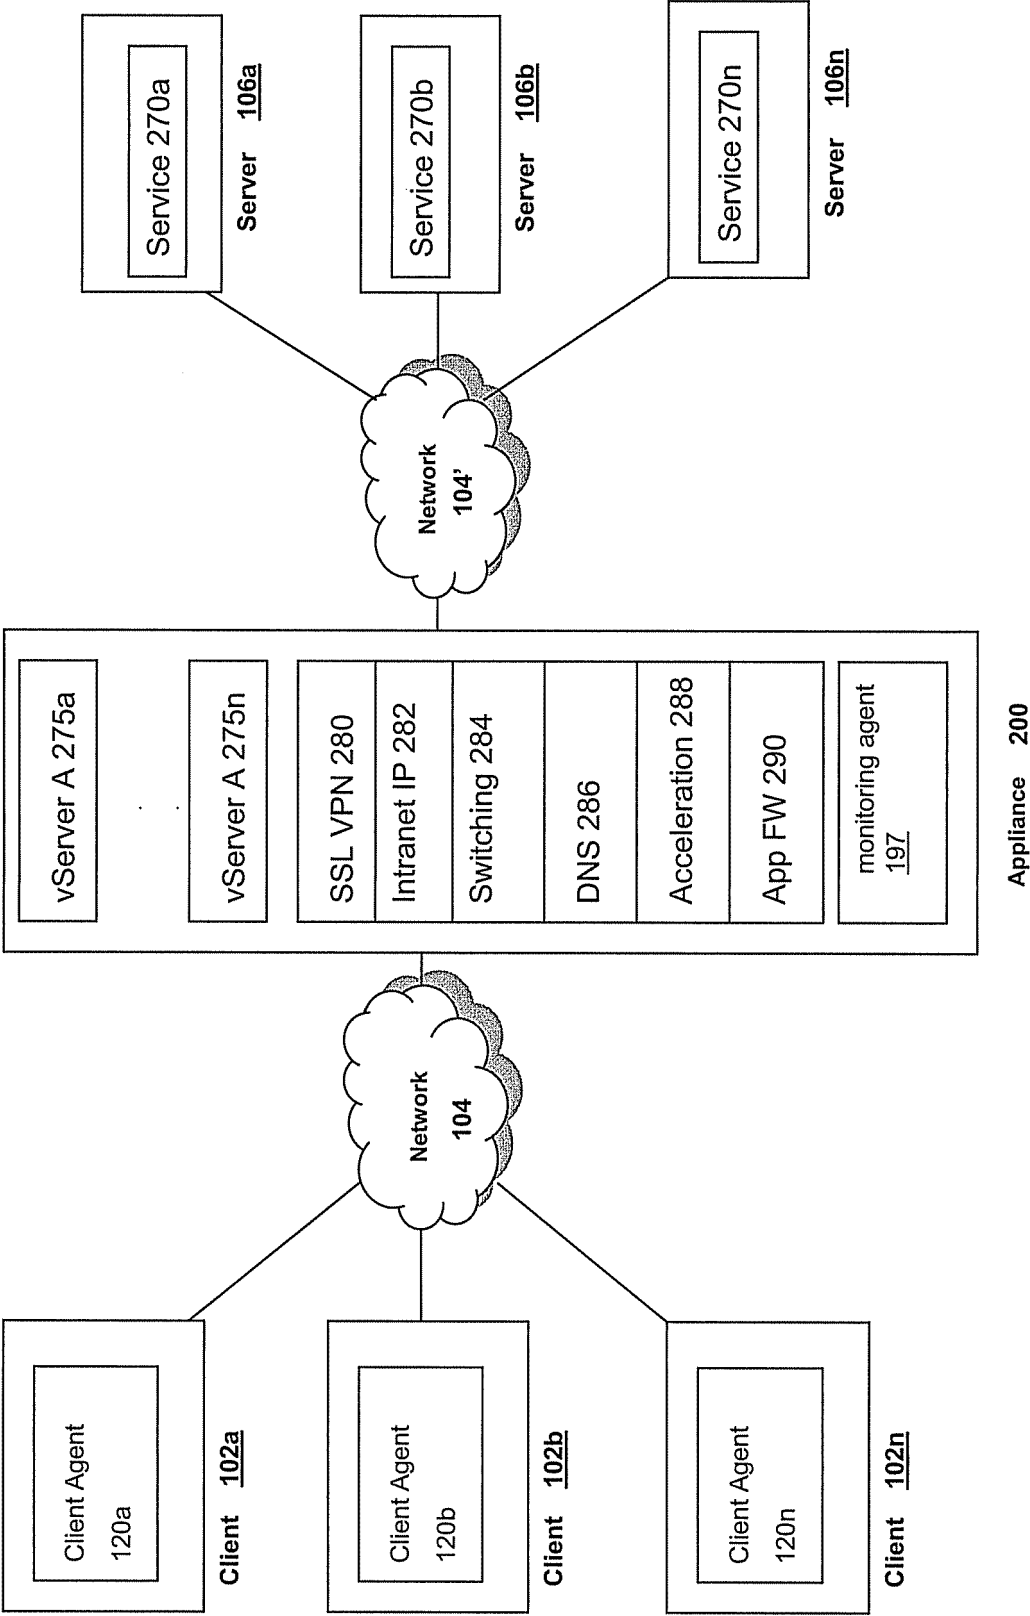 Client Agent
120a
Client 102a
Client Agent
120b
Client 102b
Client Agent
120n
Client 102n
Network
104
vServer A 275a
.
.
vServer A 275n
SSL VPN 280
Intranet IP 282
Switching 284
DNS 286
Acceleration 288
App FW 290
monitoring agent
197
Appliance 200
Network
104'
Service 270a
Server 106a
Service 270b
Server 106b
Service 270n
Server 106n